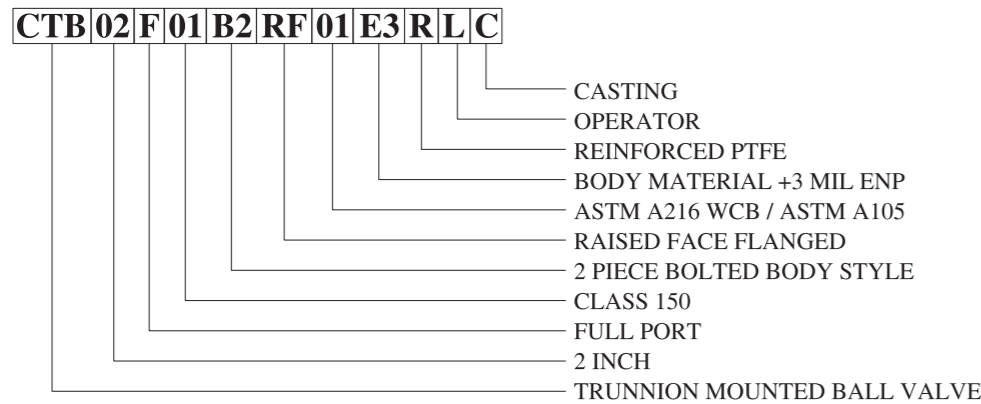 CTB 02 F 01 B2 RF 01 E3 R L C
CASTING
OPERATOR
REINFORCED PTFE
BODY MATERIAL +3 MIL ENP
ASTM A216 WCB / ASTM A105
RAISED FACE FLANGED
2 PIECE BOLTED BODY STYLE
CLASS 150
FULL PORT
2 INCH
TRUNNION MOUNTED BALL VALVE